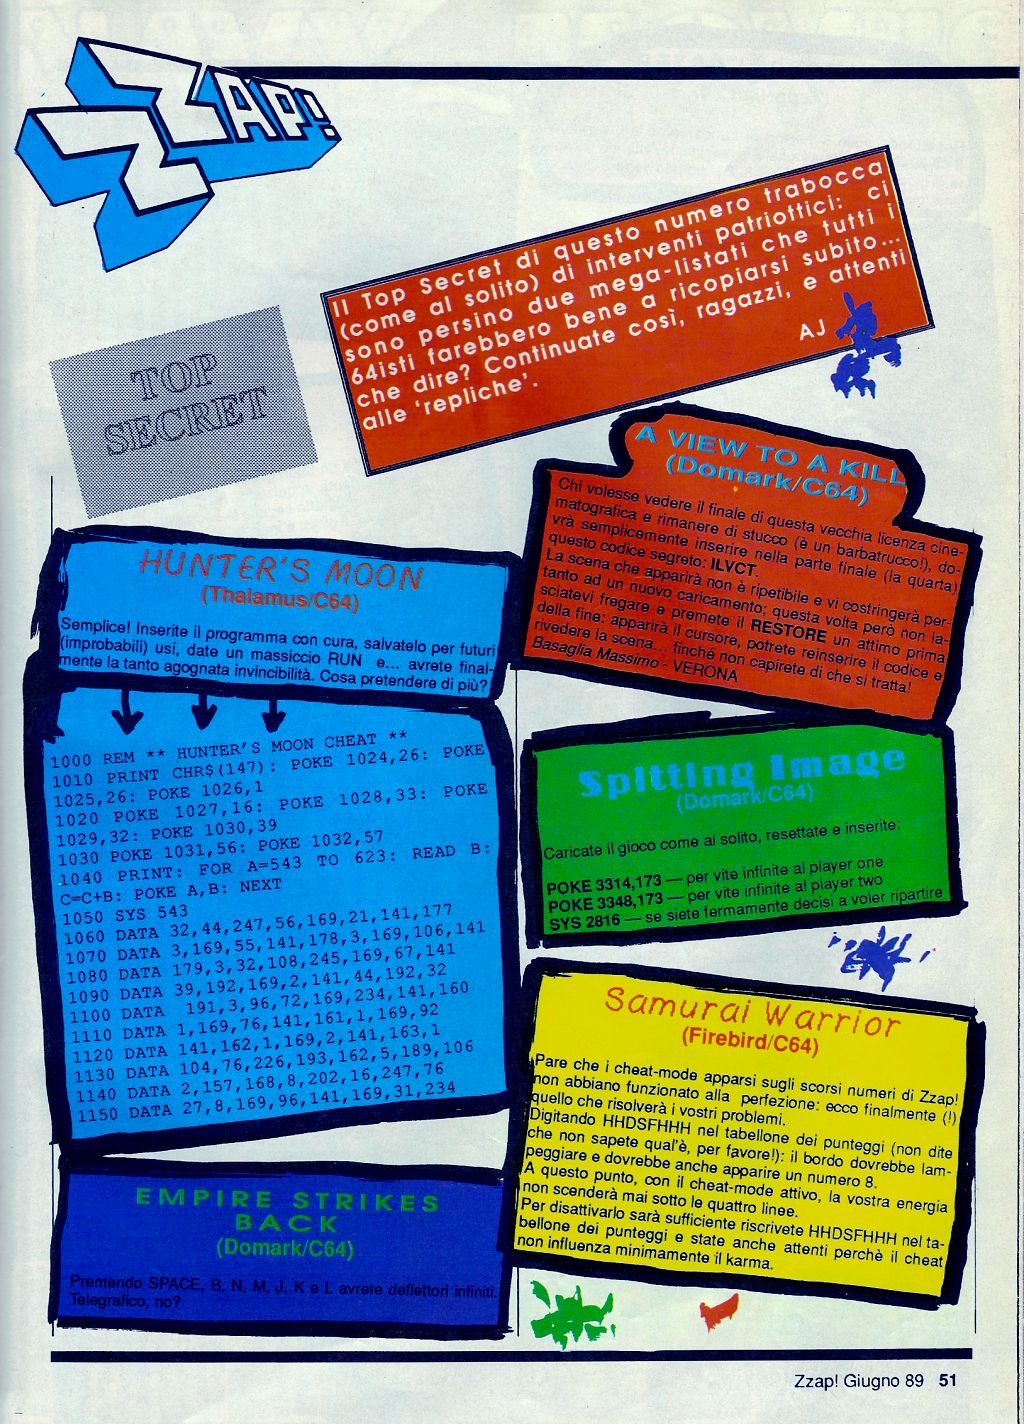 ZZAP!
Il Top Secret di questo numero trabocca
(come al solito) di interventi patriottici: ci
sono persino due mega-listati che tutti i
64isti farebbero bene a ricopiarsi subito...
che dire? Continuate così, ragazzi, e attenti
alle 'repliche'.
AJ
TOP
SECRET
HUNTER'S MOON
(Thalamus/C64)
Semplice! Inserite il programma con cura, salvatelo per futuri
(improbabili) usi, date un massiccio RUN e... avrete final-
mente la tanto agognata invincibilità. Cosa pretendere di più?
1000 REM ** HUNTER'S MOON CHEAT **
1010 PRINT CHR$(147): POKE 1024,26: POKE
1025,26: POKE 1026,1
1020 POKE 1027,16: POKE 1028,33: POKE
1029,32: POKE 1030,39
1030 POKE 1031,56: POKE 1032,57
1040 PRINT: FOR A=543 TO 623: READ B:
C=C+B: POKE A,B: NEXT
1050 SYS 543
1060 DATA 32,44,247,56,169,21,141,177
1070 DATA 3,169,55,141,178,3,169,106,141
1080 DATA 179,3,32,108,245,169,67,141
1090 DATA 39,192,169,2,141,44,192,32
1100 DATA 191,3,96,72,169,234,141,160
1110 DATA 1,169,76,141,161,1,169,92
1120 DATA 141,162,1,169,2,141,163,1
1130 DATA 104,76,226,193,162,5,189,106
1140 DATA 2,157,168,8,202,16,247,76
1150 DATA 27,8,169,96,141,169,31,234
EMPIRE STRIKES
BACK
(Domark/C64)
Premendo SPACE, B, N, M, J, K e L avrete deflettori infiniti.
Telegrafico, no?
A VIEW TO A KILL
(Domark/C64)
Chi volesse vedere il finale di questa vecchia licenza cine-
matografica e rimanere di stucco (è un barbatrucco!), do-
vrà semplicemente inserire nella parte finale (la quarta)
questo codice segreto: ILVCT.
La scena che apparirà non è ripetibile e vi costringerà per-
tanto ad un nuovo caricamento; questa volta però non la-
sciatevi fregare e premete il RESTORE un attimo prima
della fine: apparirà il cursore, potrete reinserire il codice e
rivedere la scena... finché non capirete di che si tratta!
Basaglia Massimo - VERONA
Spitting Image
(Domark/C64)
Caricate il gioco come al solito, resettate e inserite:
POKE 3314,173 — per vite infinite al player one
POKE 3348,173 — per vite infinite al player two
SYS 2816 — se siete fermamente decisi a voler ripartire
Samurai Warrior
(Firebird/C64)
Pare che i cheat-mode apparsi sugli scorsi numeri di Zzap!
non abbiano funzionato alla perfezione: ecco finalmente (!)
quello che risolverà i vostri problemi.
Digitando HHDSFHHH nel tabellone dei punteggi (non dite
che non sapete qual'è, per favore!): il bordo dovrebbe lam-
peggiare e dovrebbe anche apparire un numero 8.
A questo punto, con il cheat-mode attivo, la vostra energia
non scenderà mai sotto le quattro linee.
Per disattivarlo sarà sufficiente riscrivete HHDSFHHH nel ta-
bellone dei punteggi e state anche attenti perchè il cheat
non influenza minimamente il karma.
Zzap! Giugno 89 51